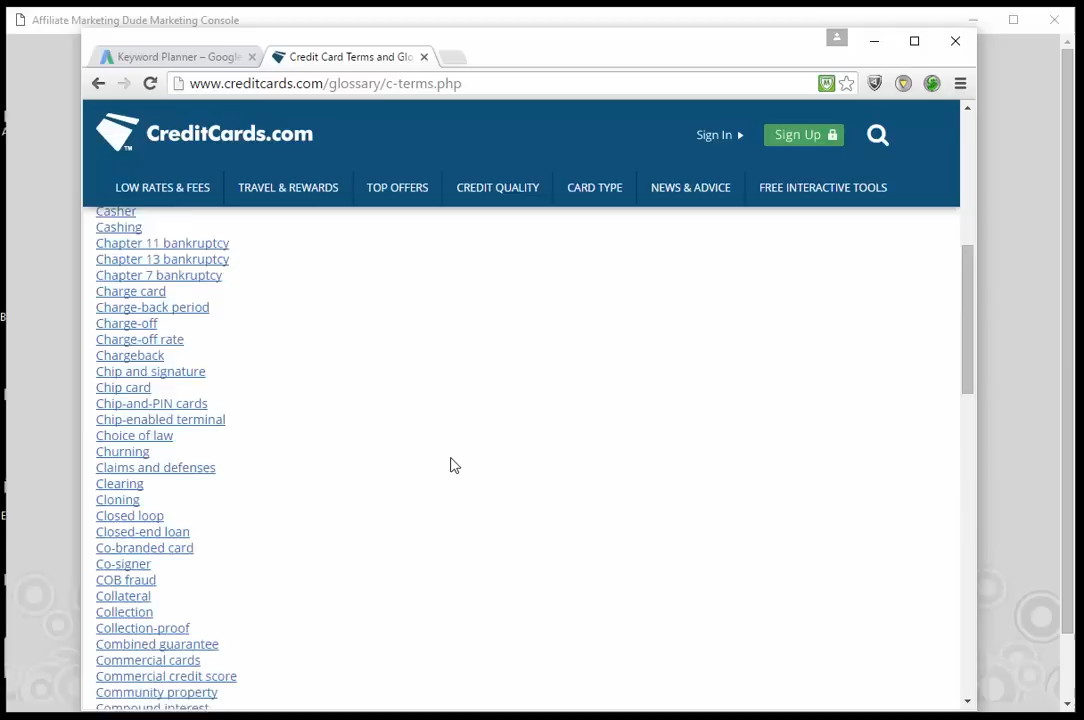 Affiliate Marketing Dude Marketing Console
Keyword Planner – Google
Credit Card Terms and Glo
www.creditcards.com/glossary/c-terms.php
CreditCards.com
TM
Sign In
Sign Up
LOW RATES & FEES
TRAVEL & REWARDS
TOP OFFERS
CREDIT QUALITY
CARD TYPE
NEWS & ADVICE
FREE INTERACTIVE TOOLS
Casher
Cashing
Chapter 11 bankruptcy
Chapter 13 bankruptcy
Chapter 7 bankruptcy
Charge card
Charge-back period
Charge-off
Charge-off rate
Chargeback
Chip and signature
Chip card
Chip-and-PIN cards
Chip-enabled terminal
Choice of law
Churning
Claims and defenses
Clearing
Cloning
Closed loop
Closed-end loan
Co-branded card
Co-signer
COB fraud
Collateral
Collection
Collection-proof
Combined guarantee
Commercial cards
Commercial credit score
Community property
Compound interest